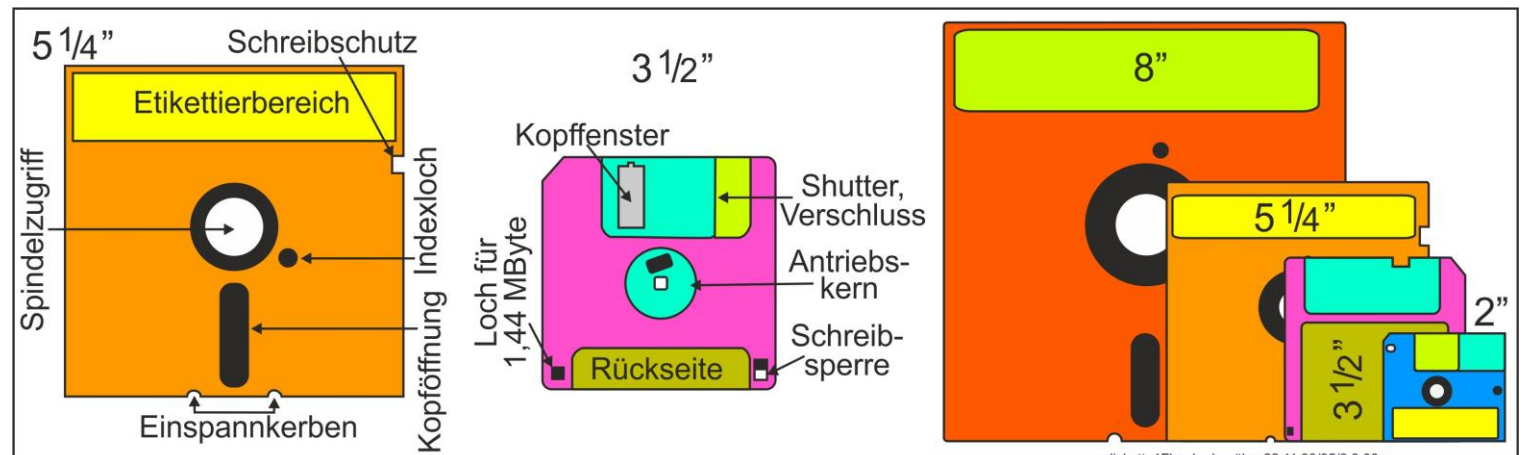 5 1/4”
Schreibschutz
Etikettierbereich
Spindelzugriff
Indexloch
Kopföffnung
Einspannkerben
3 1/2”
Kopffenster
Shutter,
Verschluss
Loch für
1,44 MByte
Antriebs-
kern
Schreib-
sperre
Rückseite
8”
5 1/4”
3 1/2”
2”